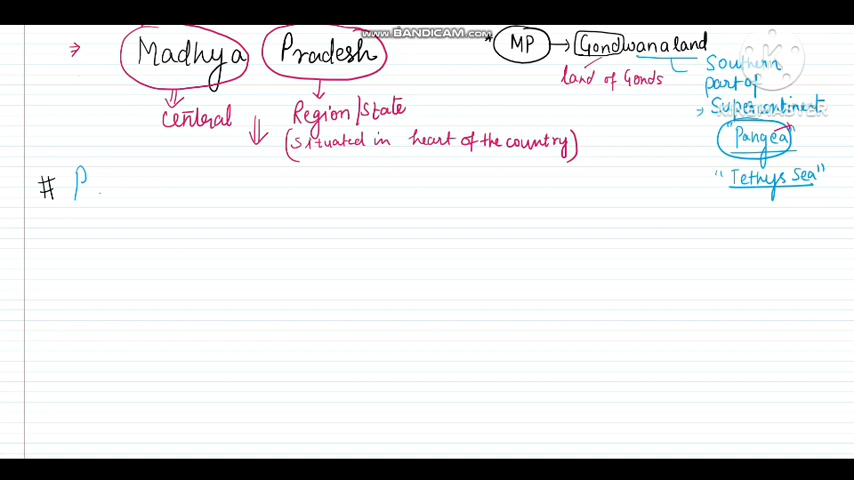 www.BANDICAM.com
⇒ Madhya Pradesh
Central
Region/State
(Situated in heart of the country)
* MP → Gondwanaland
land of Gonds
Southern
part of
Supercontinent
"Pangea"
"Tethys Sea"
# P